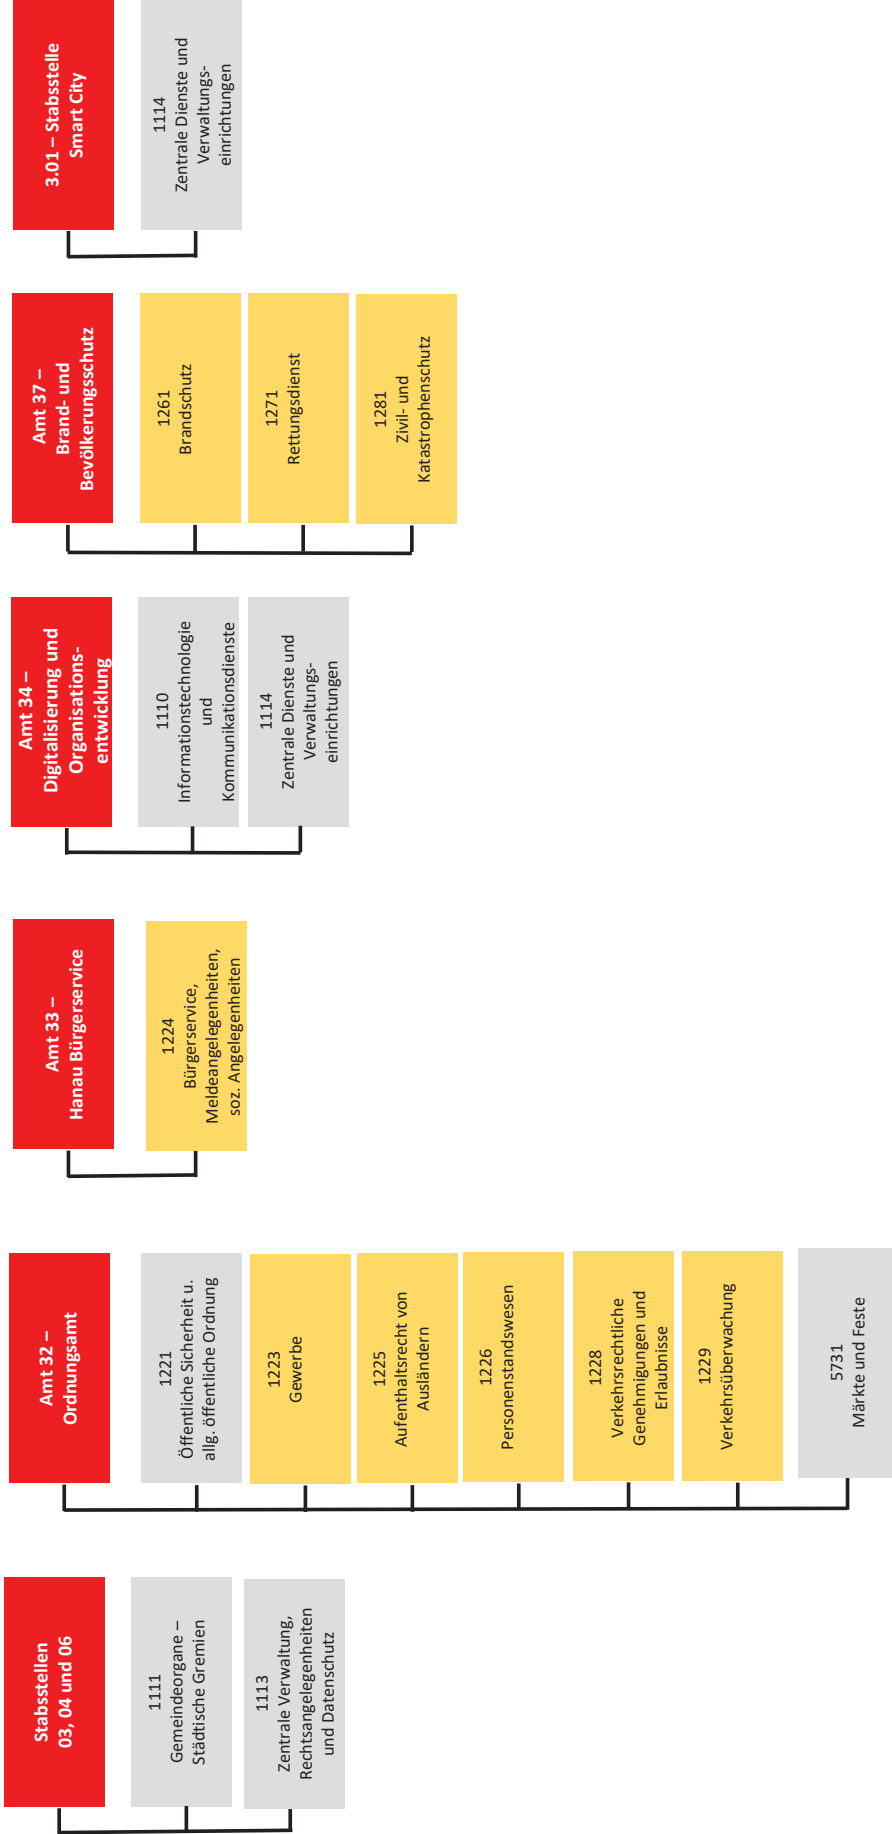 Stabsstellen
03, 04 und 06
1111
Gemeindeorgane –
Städtische Gremien
1113
Zentrale Verwaltung,
Rechtsangelegenheiten
und Datenschutz
Amt 32 –
Ordnungsamt
1221
Öffentliche Sicherheit u.
allg. öffentliche Ordnung
1223
Gewerbe
1225
Aufenthaltsrecht von
Ausländern
1226
Personenstandswesen
1228
Verkehrsrechtliche
Genehmigungen und
Erlaubnisse
1229
Verkehrsüberwachung
5731
Märkte und Feste
Amt 33 –
Hanau Bürgerservice
1224
Bürgerservice,
Meldeangelegenheiten,
soz. Angelegenheiten
Amt 34 –
Digitalisierung und
Organisations-
entwicklung
1110
Informationstechnologie
und
Kommunikationsdienste
1114
Zentrale Dienste und
Verwaltungs-
einrichtungen
Amt 37 –
Brand- und
Bevölkerungsschutz
1261
Brandschutz
1271
Rettungsdienst
1281
Zivil- und
Katastrophenschutz
3.01 – Stabsstelle
Smart City
1114
Zentrale Dienste und
Verwaltungs-
einrichtungen